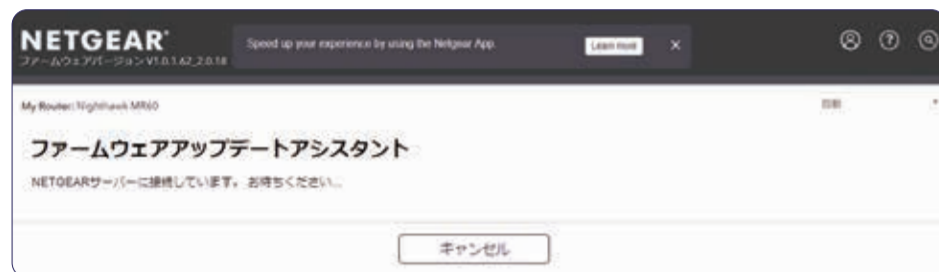 NETGEAR
Speed up your experience by using the Netgear App.
Learn more
ファームウェアバージョン V1.0.1.62_2.0.18
My Router: Nighthawk MR60
自動
ファームウェアアップデートアシスタント
NETGEARサーバーに接続しています。 お待ちください...
キャンセル